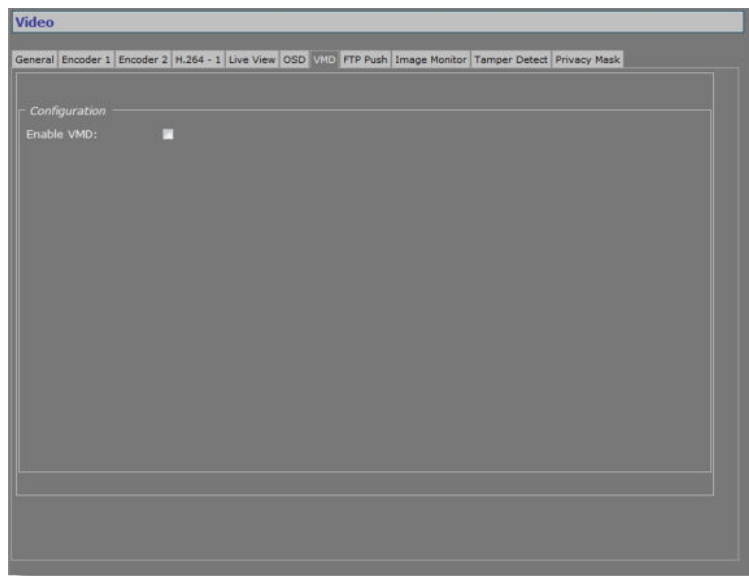 Video
General Encoder 1 Encoder 2 H.264 - 1 Live View OSD VMD FTP Push Image Monitor Tamper Detect Privacy Mask
Configuration
Enable VMD: